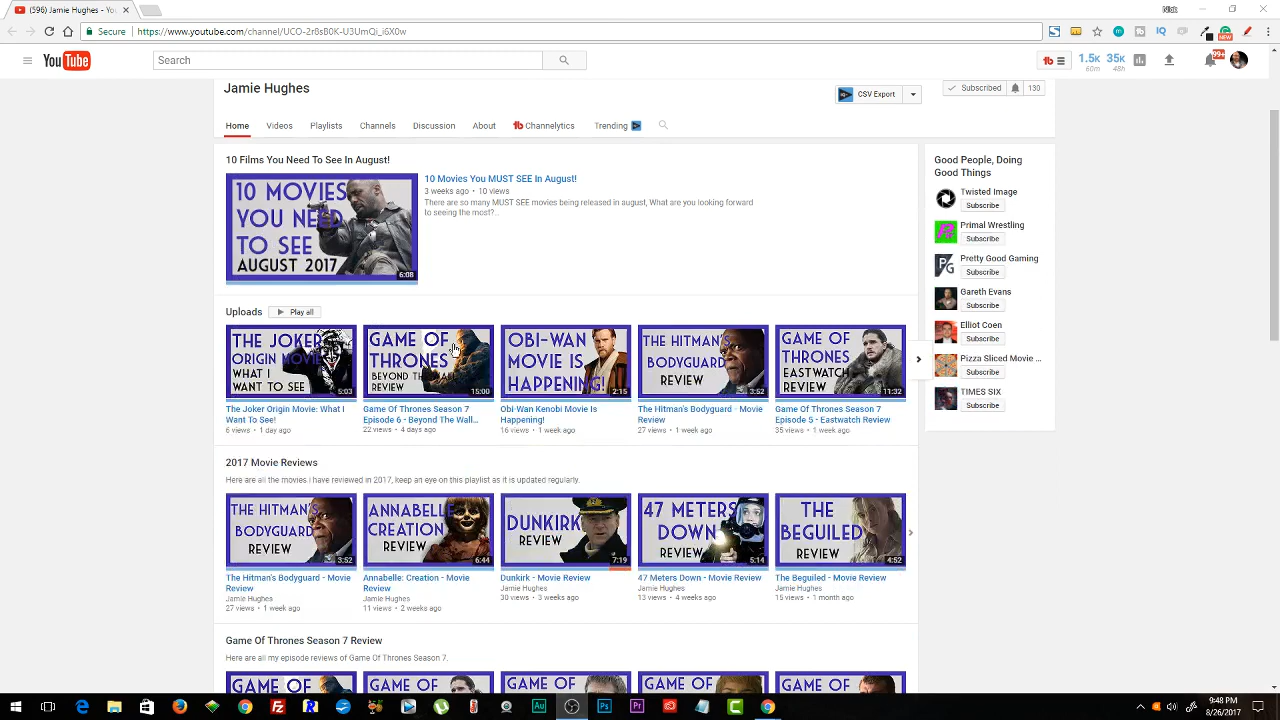 (596) Jamie Hughes - Yo
Nick
Secure
https://www.youtube.com/channel/UCO-2r8sB0K-U3UmQi_i6X0w
NEW
YouTube
Search
1.5K
60m
35K
48h
99+
Jamie Hughes
CSV Export
Subscribed
130
Home
Videos
Playlists
Channels
Discussion
About
Channelytics
Trending
10 Films You Need To See In August!
10 MOVIES
YOU NEED
TO SEE
AUGUST 2017
6:08
10 Movies You MUST SEE In August!
3 weeks ago • 10 views
There are so many MUST SEE movies being released in august, What are you looking forward
to seeing the most?...
Good People, Doing
Good Things
Twisted Image
Subscribe
Primal Wrestling
Subscribe
Pretty Good Gaming
Subscribe
Gareth Evans
Subscribe
Elliot Coen
Subscribe
Pizza Sliced Movie ...
Subscribe
TIMES SIX
Subscribe
Uploads
Play all
THE JOKER
ORIGIN MOVIE
WHAT I
WANT TO SEE
5:03
The Joker Origin Movie: What I
Want To See!
6 views • 1 day ago
GAME OF
THRONES
BEYOND THE WALL
REVIEW
15:00
Game Of Thrones Season 7
Episode 6 - Beyond The Wall...
22 views • 4 days ago
OBI-WAN
MOVIE IS
HAPPENING!
2:15
Obi-Wan Kenobi Movie Is
Happening!
16 views • 1 week ago
THE HITMAN'S
BODYGUARD
REVIEW
3:52
The Hitman's Bodyguard - Movie
Review
27 views • 1 week ago
GAME OF
THRONES
EASTWATCH
REVIEW
11:32
Game Of Thrones Season 7
Episode 5 - Eastwatch Review
35 views • 1 week ago
2017 Movie Reviews
Here are all the movies i have reviewed in 2017, keep an eye on this playlist as it is updated regularly.
THE HITMAN'S
BODYGUARD
REVIEW
3:52
The Hitman's Bodyguard - Movie
Review
Jamie Hughes
27 views • 1 week ago
ANNABELLE
CREATION
REVIEW
6:44
Annabelle: Creation - Movie
Review
Jamie Hughes
11 views • 2 weeks ago
DUNKIRK
REVIEW
7:19
Dunkirk - Movie Review
Jamie Hughes
30 views • 3 weeks ago
47 METERS
DOWN
REVIEW
5:14
47 Meters Down - Movie Review
Jamie Hughes
13 views • 4 weeks ago
THE
BEGUILED
REVIEW
4:52
The Beguiled - Movie Review
Jamie Hughes
15 views • 1 month ago
Game Of Thrones Season 7 Review
Here are all my episode reviews of Game Of Thrones Season 7.
GAME OF
GAME OF
GAME OF
GAME OF
GAME OF
9:48 PM
8/26/2017